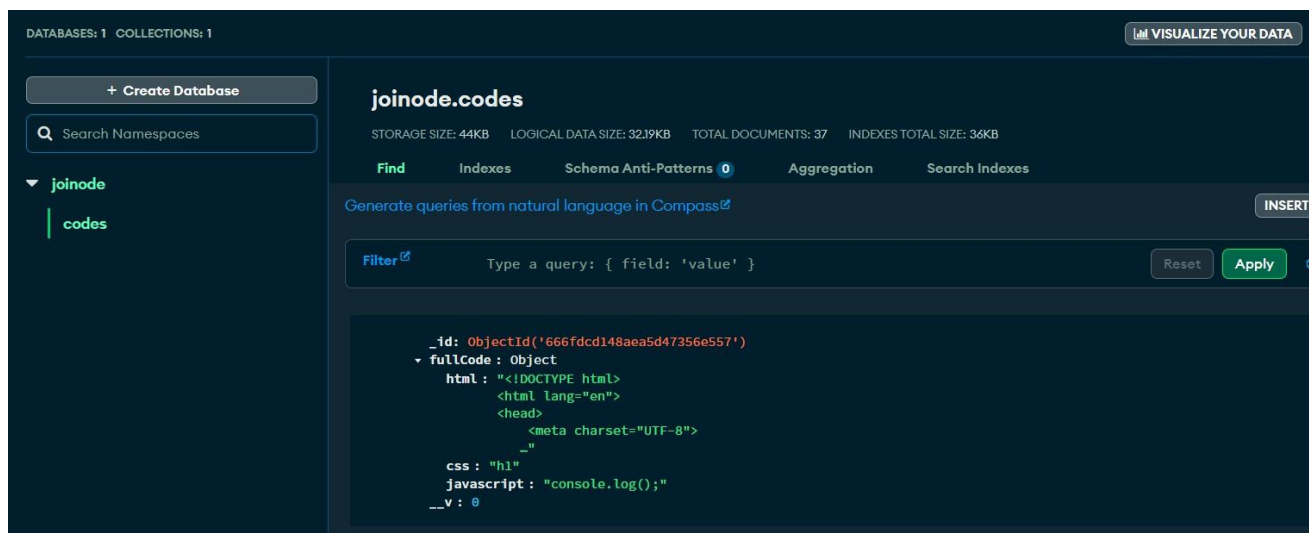 DATABASES: 1 COLLECTIONS: 1
VISUALIZE YOUR DATA
+ Create Database
Search Namespaces
joinode
codes
joinode.codes
STORAGE SIZE: 44KB LOGICAL DATA SIZE: 32.19KB TOTAL DOCUMENTS: 37 INDEXES TOTAL SIZE: 36KB
Find Indexes Schema Anti-Patterns 0 Aggregation Search Indexes
Generate queries from natural language in Compass
INSERT
Filter Type a query: { field: 'value' } Reset Apply
_id: ObjectId('666fdcd148aea5d47356e557')
fullCode : Object
html : "<!DOCTYPE html>
<html lang="en">
<head>
<meta charset="UTF-8">
…"
css : "h1"
javascript : "console.log();"
__v : 0